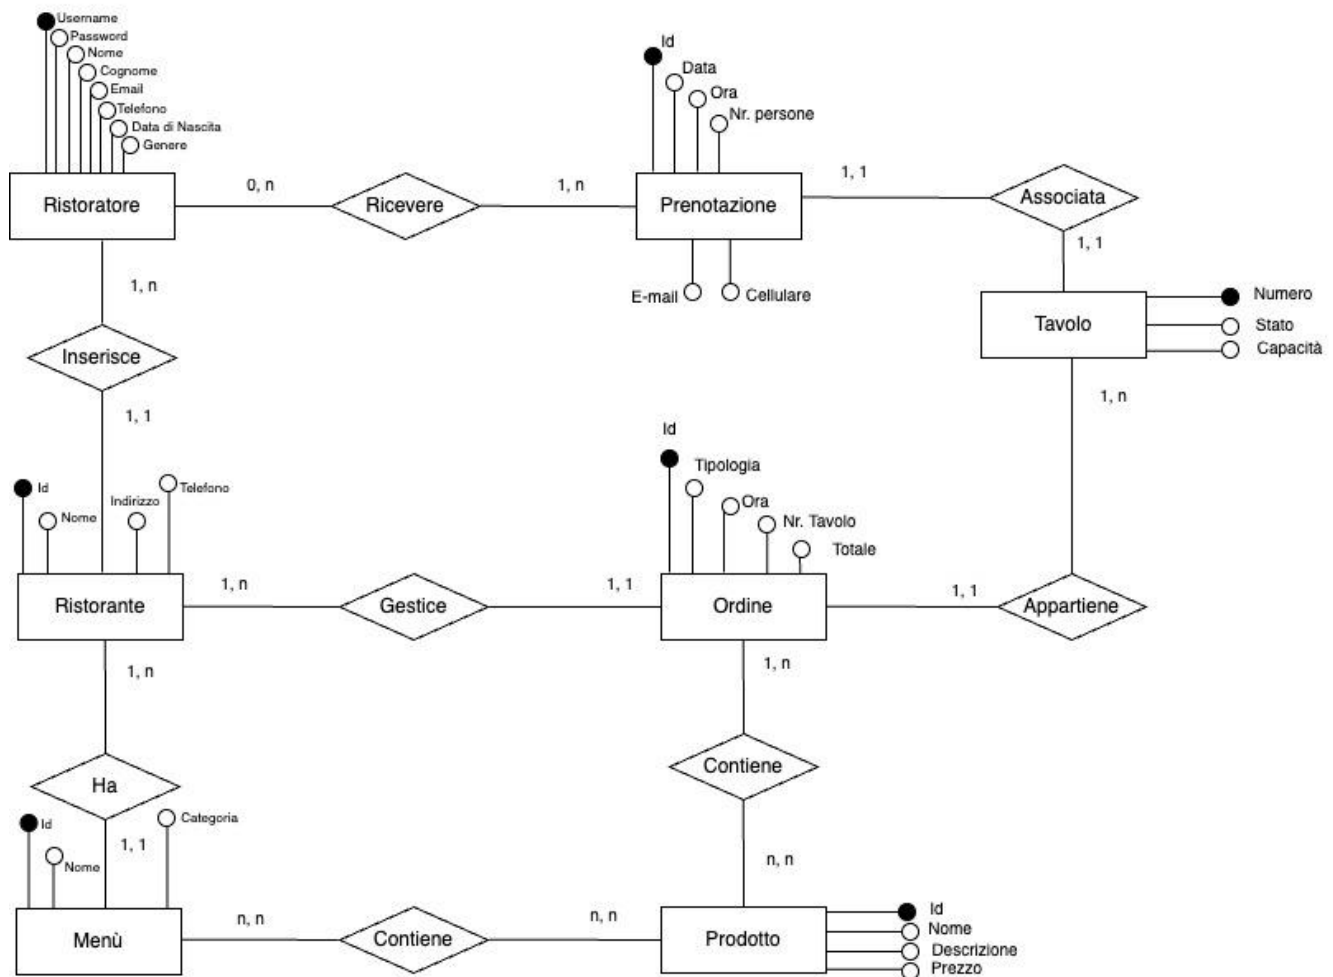 Username
Password
Nome
Cognome
Email
Telefono
Data di Nascita
Genere
Ristoratore
0, n
Ricevere
1, n
Id
Data
Ora
Nr. persone
Prenotazione
E-mail
Cellulare
1, 1
Associata
1, 1
Numero
Stato
Capacità
Tavolo
1, n
Inserisce
1, 1
Id
Nome
Indirizzo
Telefono
Ristorante
1, n
Gestice
1, 1
Id
Tipologia
Ora
Nr. Tavolo
Totale
Ordine
1, 1
Appartiene
1, n
1, n
Ha
1, 1
Id
Nome
Categoria
Menù
n, n
Contiene
n, n
1, n
Contiene
n, n
Prodotto
Id
Nome
Descrizione
Prezzo